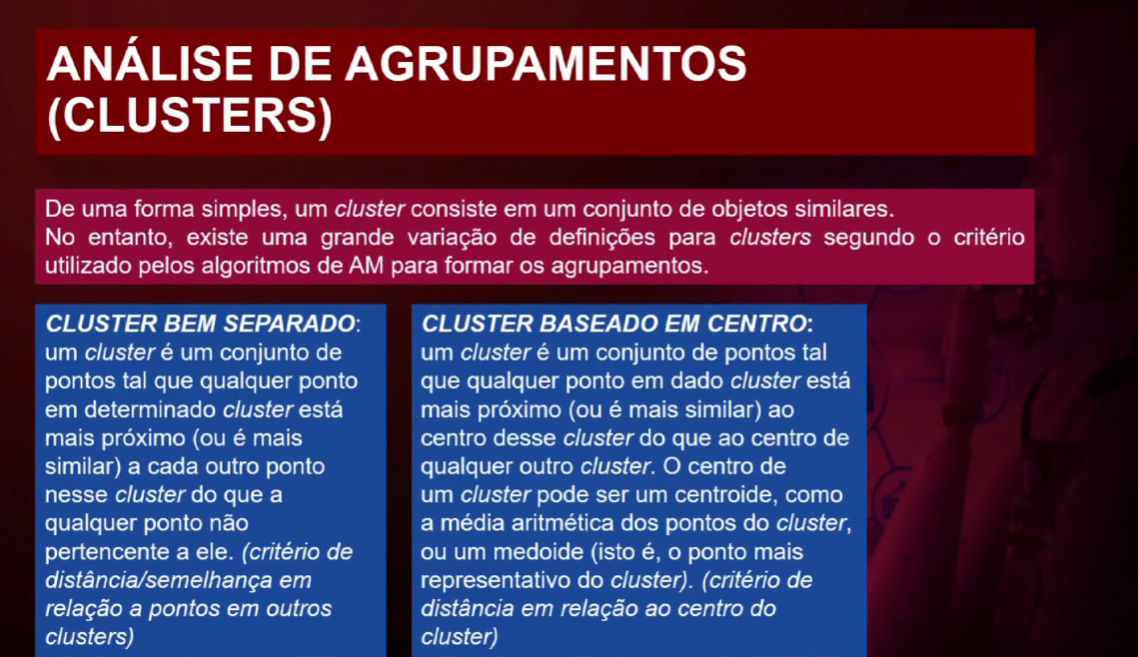 ANÁLISE DE AGRUPAMENTOS
(CLUSTERS)
De uma forma simples, um cluster consiste em um conjunto de objetos similares.
No entanto, existe uma grande variação de definições para clusters segundo o critério
utilizado pelos algoritmos de AM para formar os agrupamentos.
CLUSTER BEM SEPARADO:
um cluster é um conjunto de
pontos tal que qualquer ponto
em determinado cluster está
mais próximo (ou é mais
similar) a cada outro ponto
nesse cluster do que a
qualquer ponto não
pertencente a ele. (critério de
distância/semelhança em
relação a pontos em outros
clusters)
CLUSTER BASEADO EM CENTRO:
um cluster é um conjunto de pontos tal
que qualquer ponto em dado cluster está
mais próximo (ou é mais similar) ao
centro desse cluster do que ao centro de
qualquer outro cluster. O centro de
um cluster pode ser um centroide, como
a média aritmética dos pontos do cluster,
ou um medoide (isto é, o ponto mais
representativo do cluster). (critério de
distância em relação ao centro do
cluster)